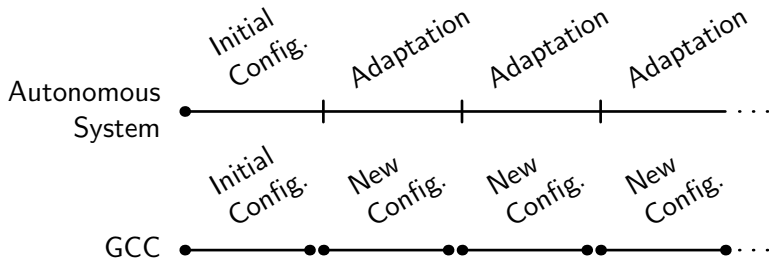 Initial
Config.
Adaptation
Adaptation
Adaptation
Autonomous
System
Initial
Config.
New
Config.
New
Config.
New
Config.
GCC